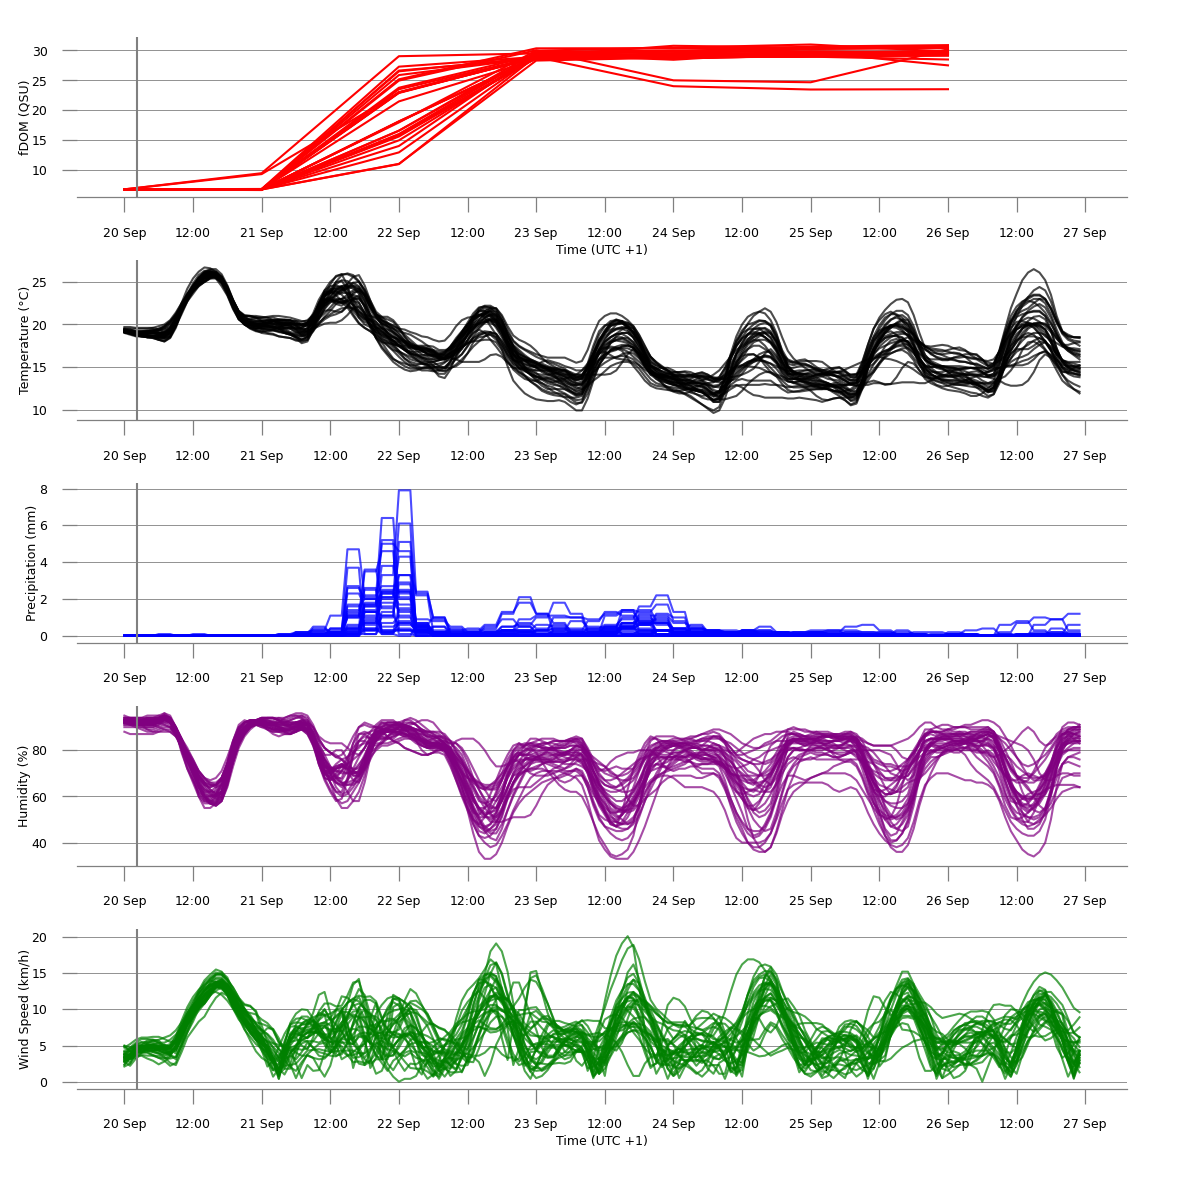 fDOM (QSU)
30
25
20
15
10
20 Sep 12:00 21 Sep 12:00 22 Sep 12:00 23 Sep 12:00 24 Sep 12:00 25 Sep 12:00 26 Sep 12:00 27 Sep
Time (UTC +1)
Temperature (°C)
25
20
15
10
20 Sep 12:00 21 Sep 12:00 22 Sep 12:00 23 Sep 12:00 24 Sep 12:00 25 Sep 12:00 26 Sep 12:00 27 Sep
Precipitation (mm)
8
6
4
2
0
20 Sep 12:00 21 Sep 12:00 22 Sep 12:00 23 Sep 12:00 24 Sep 12:00 25 Sep 12:00 26 Sep 12:00 27 Sep
Humidity (%)
80
60
40
20 Sep 12:00 21 Sep 12:00 22 Sep 12:00 23 Sep 12:00 24 Sep 12:00 25 Sep 12:00 26 Sep 12:00 27 Sep
Wind Speed (km/h)
20
15
10
5
0
20 Sep 12:00 21 Sep 12:00 22 Sep 12:00 23 Sep 12:00 24 Sep 12:00 25 Sep 12:00 26 Sep 12:00 27 Sep
Time (UTC +1)